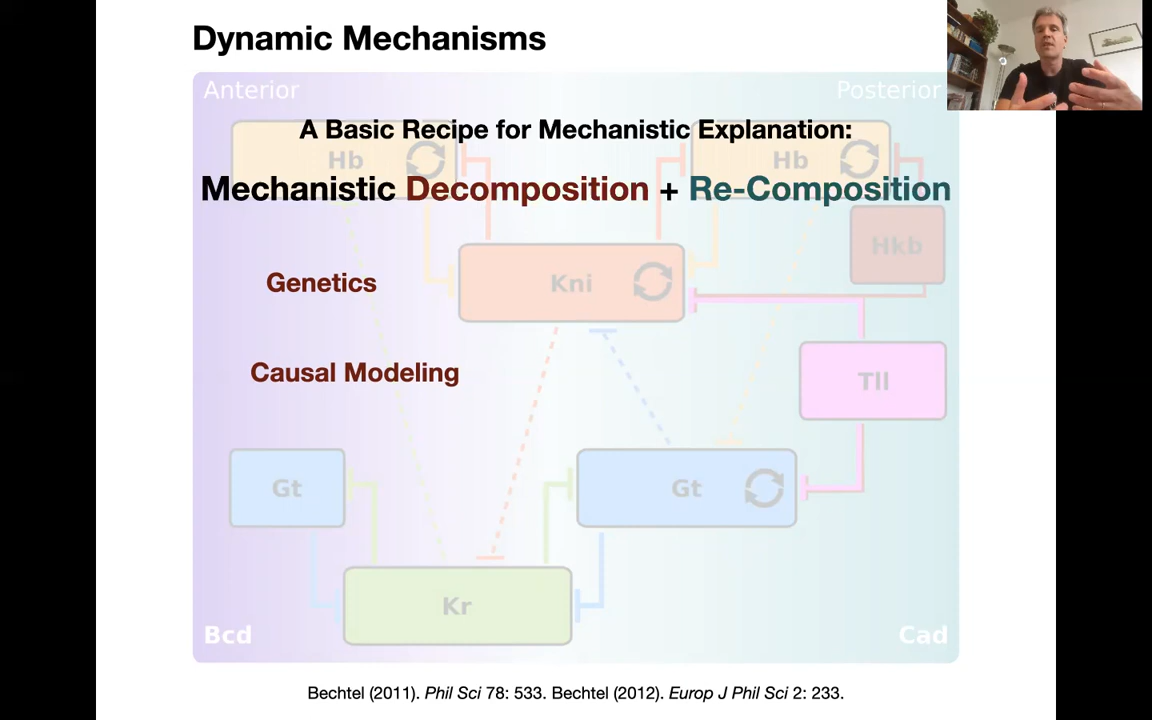 Dynamic Mechanisms
Anterior
Posterior
A Basic Recipe for Mechanistic Explanation:
Hb
Hb
Mechanistic Decomposition + Re-Composition
Hkb
Genetics
Kni
Causal Modeling
Tll
Gt
Gt
Kr
Bcd
Cad
Bechtel (2011). Phil Sci 78: 533. Bechtel (2012). Europ J Phil Sci 2: 233.